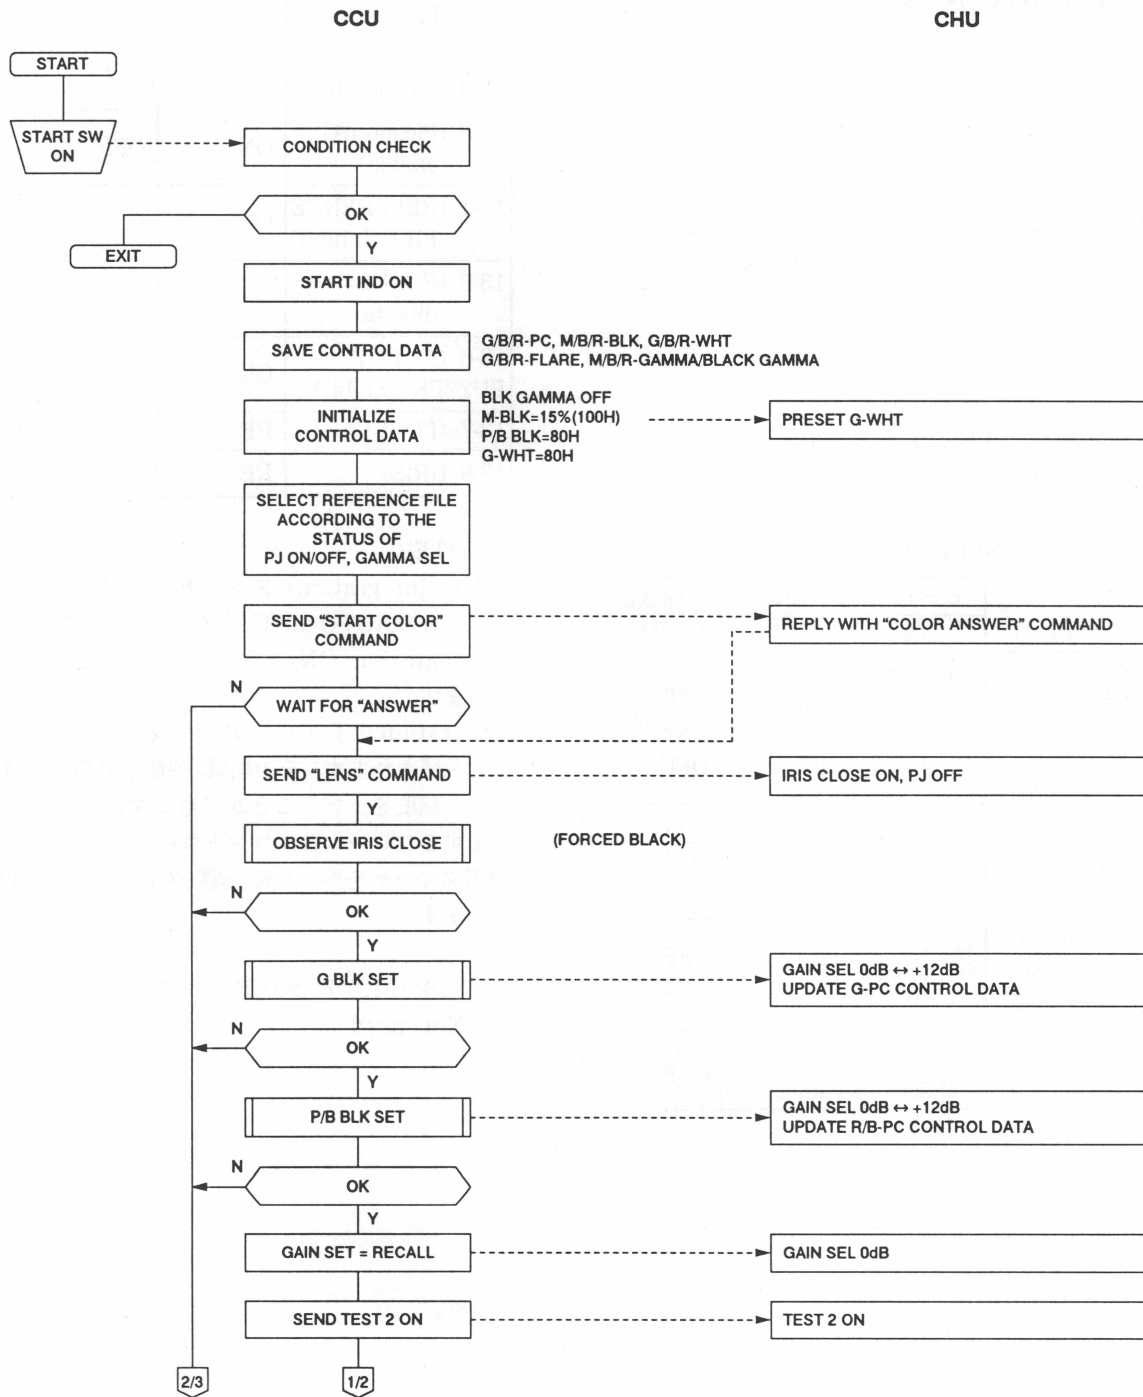 CCU
CHU
START
START SW
ON
CONDITION CHECK
OK
EXIT
Y
START IND ON
SAVE CONTROL DATA
G/B/R-PC, M/B/R-BLK, G/B/R-WHT
G/B/R-FLARE, M/B/R-GAMMA/BLACK GAMMA
INITIALIZE
CONTROL DATA
BLK GAMMA OFF
M-BLK=15%(100H)
P/B BLK=80H
G-WHT=80H
PRESET G-WHT
SELECT REFERENCE FILE
ACCORDING TO THE
STATUS OF
PJ ON/OFF, GAMMA SEL
SEND “START COLOR”
COMMAND
REPLY WITH “COLOR ANSWER” COMMAND
N
WAIT FOR “ANSWER”
SEND “LENS” COMMAND
IRIS CLOSE ON, PJ OFF
Y
OBSERVE IRIS CLOSE
(FORCED BLACK)
N
OK
Y
G BLK SET
GAIN SEL 0dB ↔ +12dB
UPDATE G-PC CONTROL DATA
N
OK
Y
P/B BLK SET
GAIN SEL 0dB ↔ +12dB
UPDATE R/B-PC CONTROL DATA
N
OK
Y
GAIN SET = RECALL
GAIN SEL 0dB
SEND TEST 2 ON
TEST 2 ON
2/3
1/2